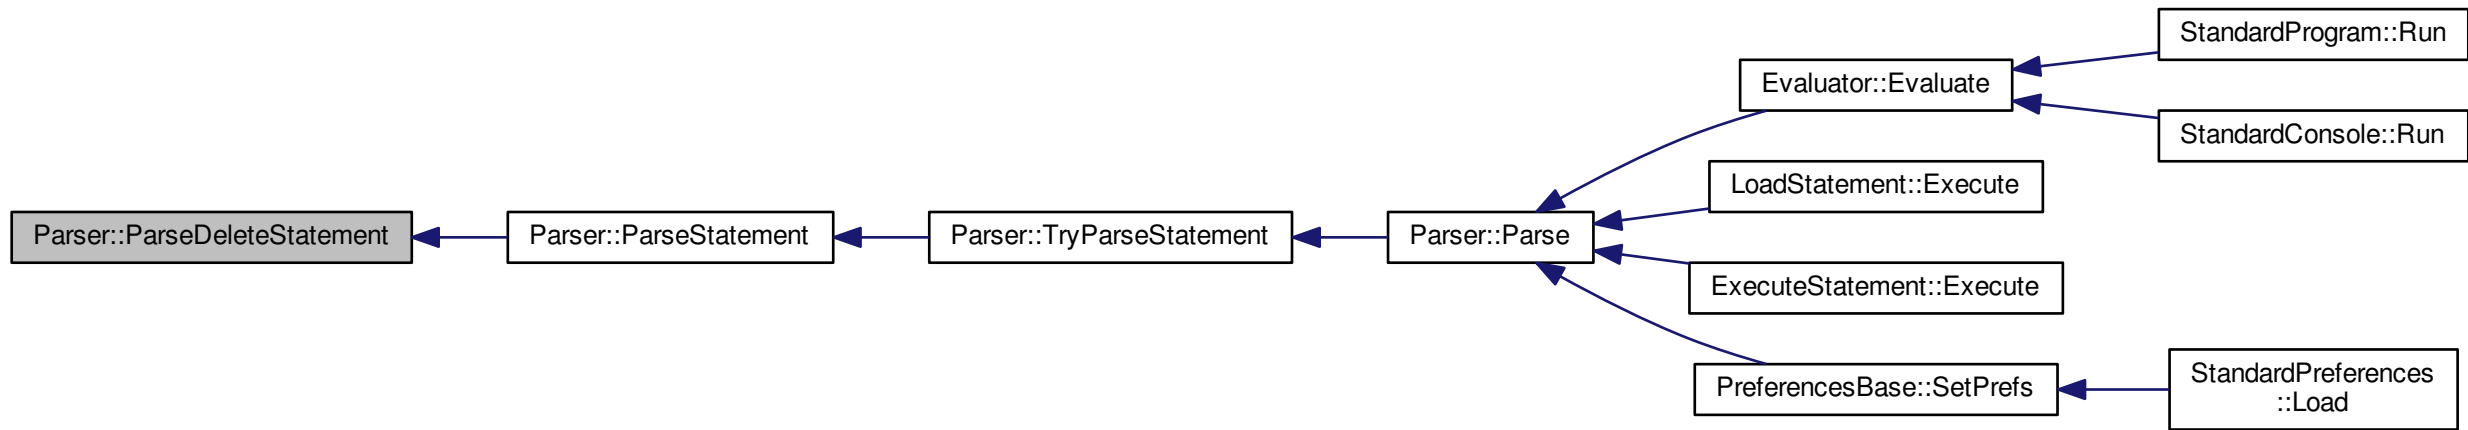 StandardProgram::Run
Evaluator::Evaluate
StandardConsole::Run
LoadStatement::Execute
Parser::ParseDeleteStatement
Parser::ParseStatement
Parser::TryParseStatement
Parser::Parse
ExecuteStatement::Execute
PreferencesBase::SetPrefs
StandardPreferences
::Load